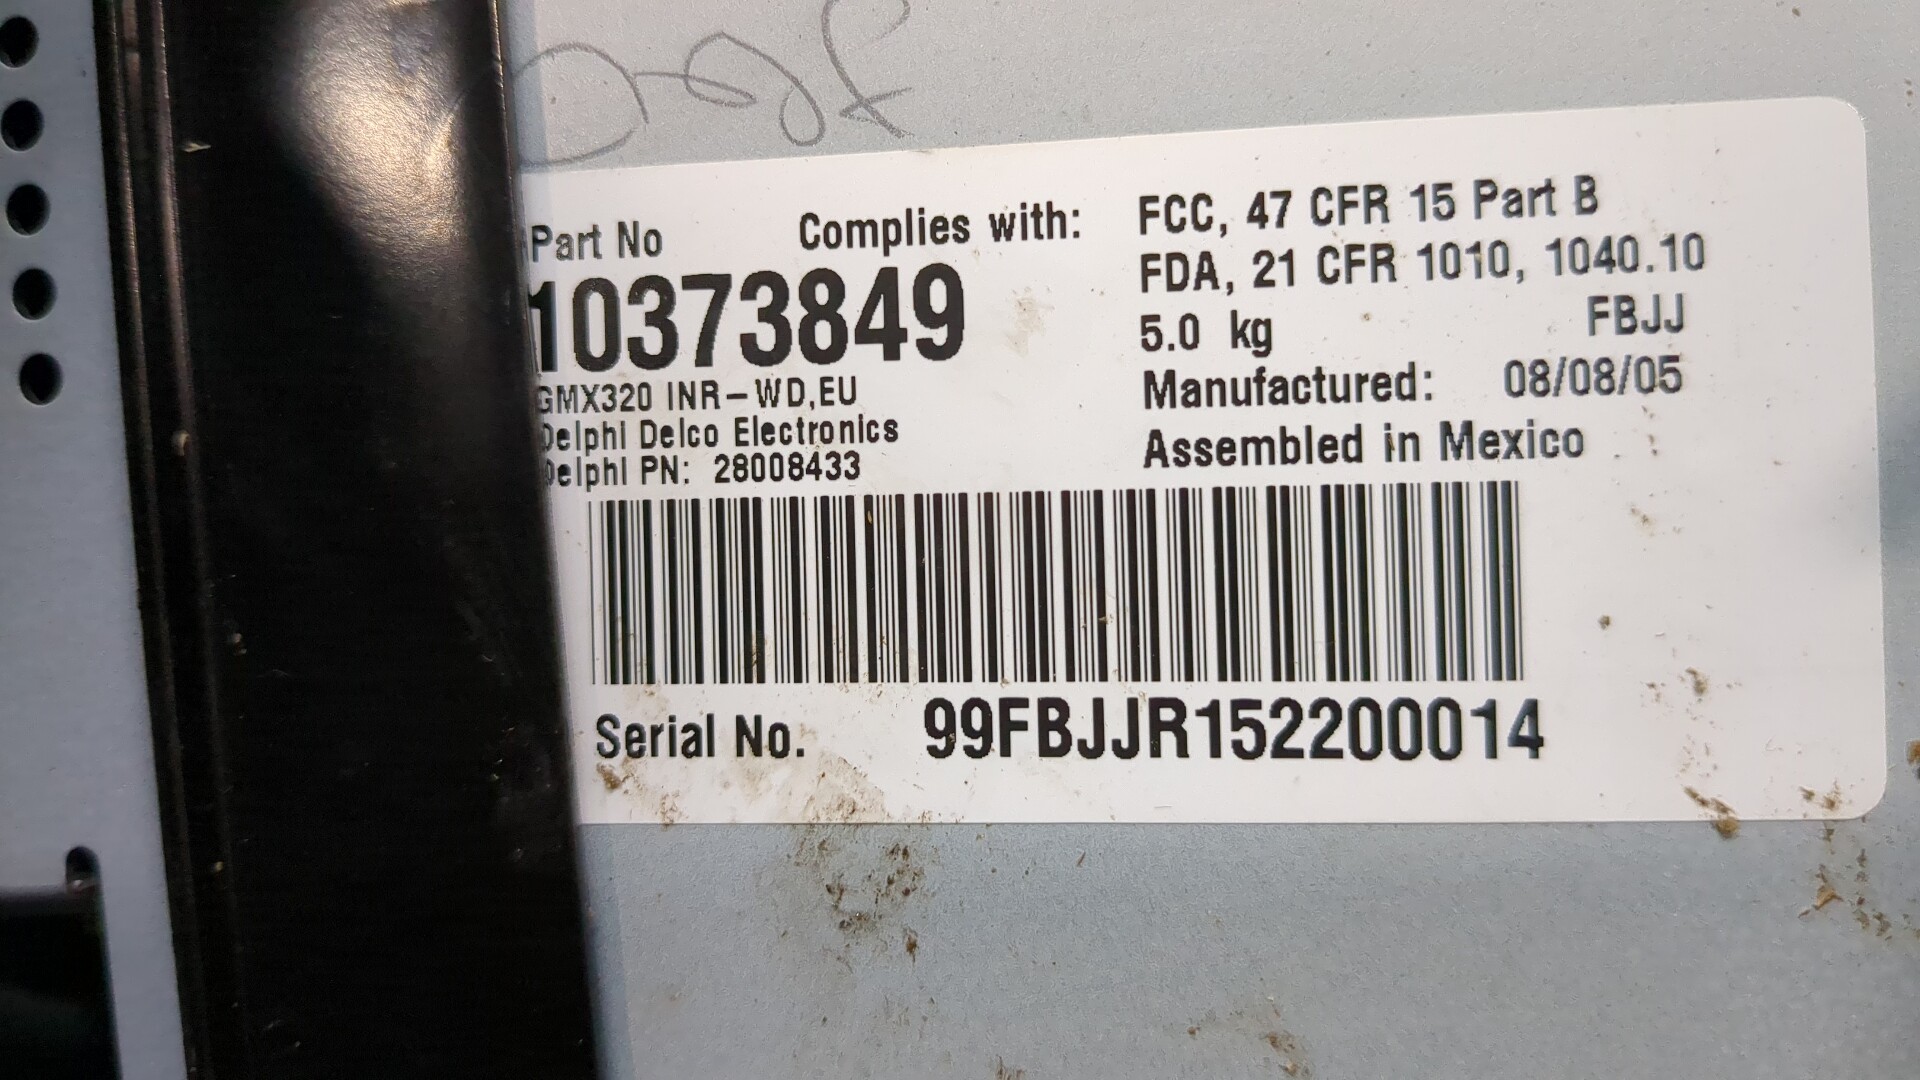 Part No
10373849
GMX320 INR-WD,EU
Delphi Delco Electronics
Delphi PN: 28008433
Complies with: FCC, 47 CFR 15 Part B
FDA, 21 CFR 1010, 1040.10
5.0 kg FBJJ
Manufactured: 08/08/05
Assembled in Mexico
Serial No. 99FBJJR152200014